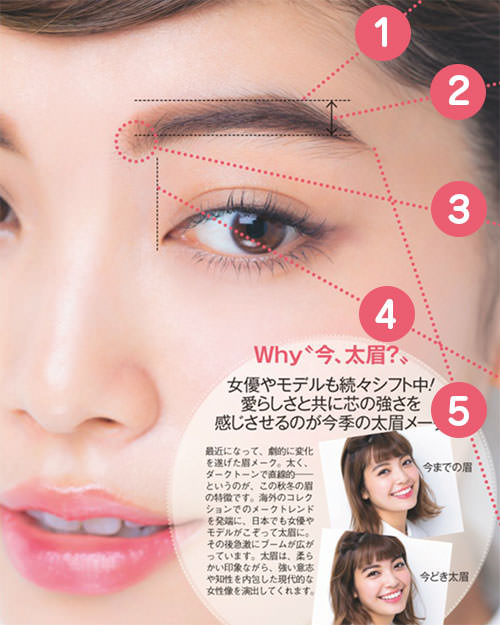 1
2
3
4
5
Why〝今、太眉?〟
女優やモデルも続々シフト中!
愛らしさと共に芯の強さを
感じさせるのが今季の太眉メー
最近になって、劇的に変化
を遂げた眉メーク。太く、
ダークトーンで直線的──
というのが、この秋冬の眉
の特徴です。海外のコレク
ションでのメークトレンド
を発端に、日本でも女優や
モデルがこぞって太眉に。
その後急激にブームが広が
っています。太眉は、柔ら
かい印象ながら、強い意志
や知性を内包した現代的な
女性像を演出してくれます。
今までの眉
今どき太眉